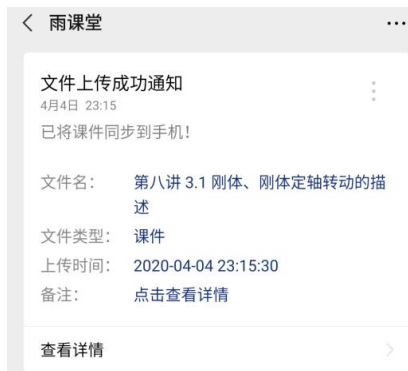 雨课堂
文件上传成功通知
4月4日 23:15
已将课件同步到手机!
文件名: 第八讲 3.1 刚体、刚体定轴转动的描
述
文件类型: 课件
上传时间: 2020-04-04 23:15:30
备注: 点击查看详情
查看详情